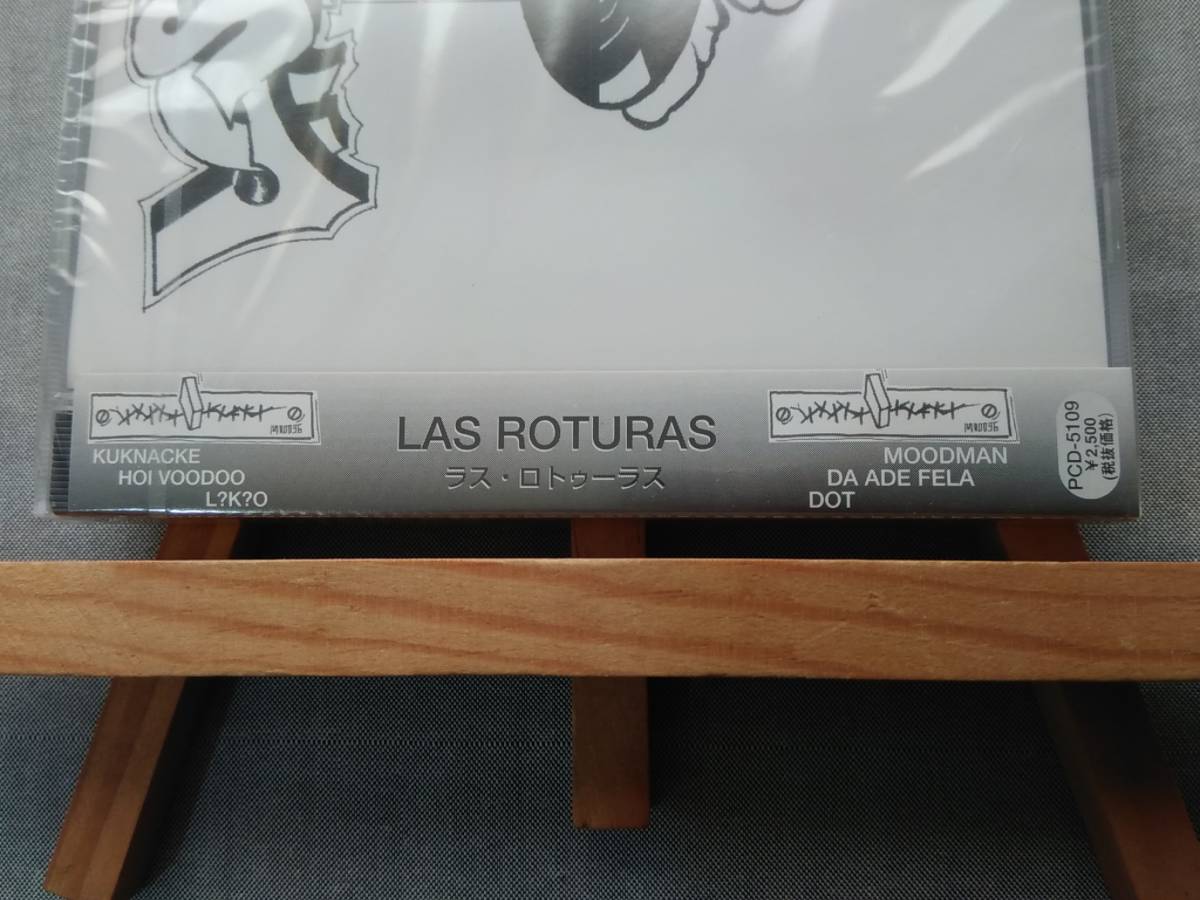 KUKNACKE
HOI VOODOO
L?K?O
LAS ROTURAS
ラス・ロトゥーラス
MOODMAN
DA ADE FELA
DOT
PCD-5109
¥2,500
(税抜価格)